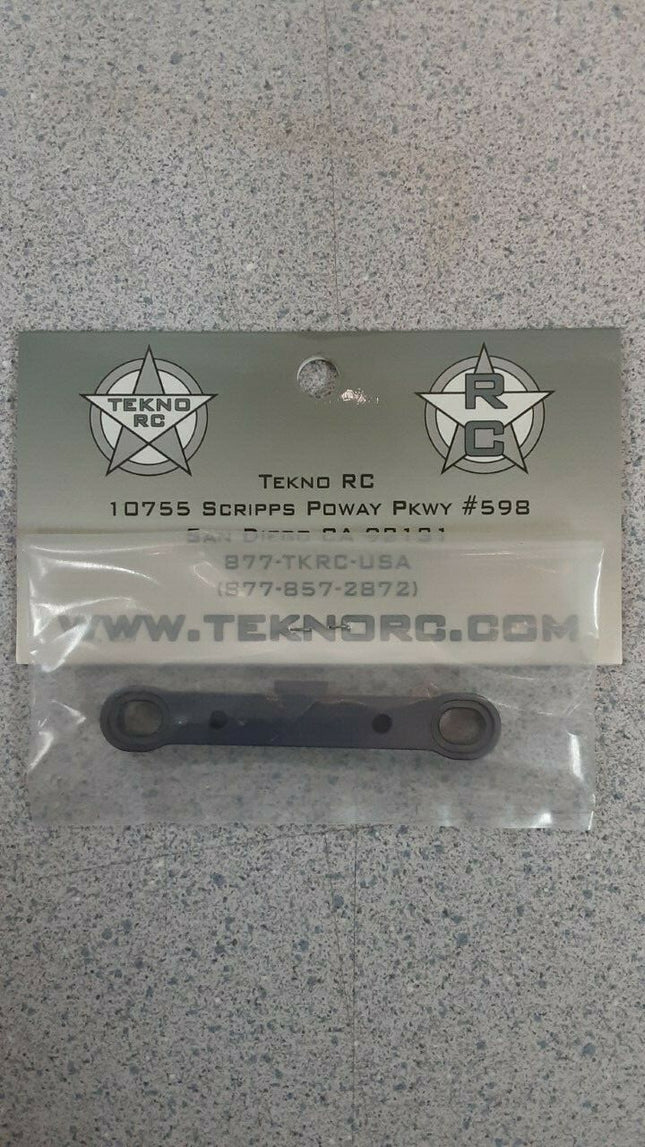 TEKNO
RC
R
C
TEKNO RC
10755 SCRIPPS POWAY PKWY #598
SAN DIEGO CA 92131
877-TKRC-USA
(877-857-2872)
WWW.TEKNORC.COM